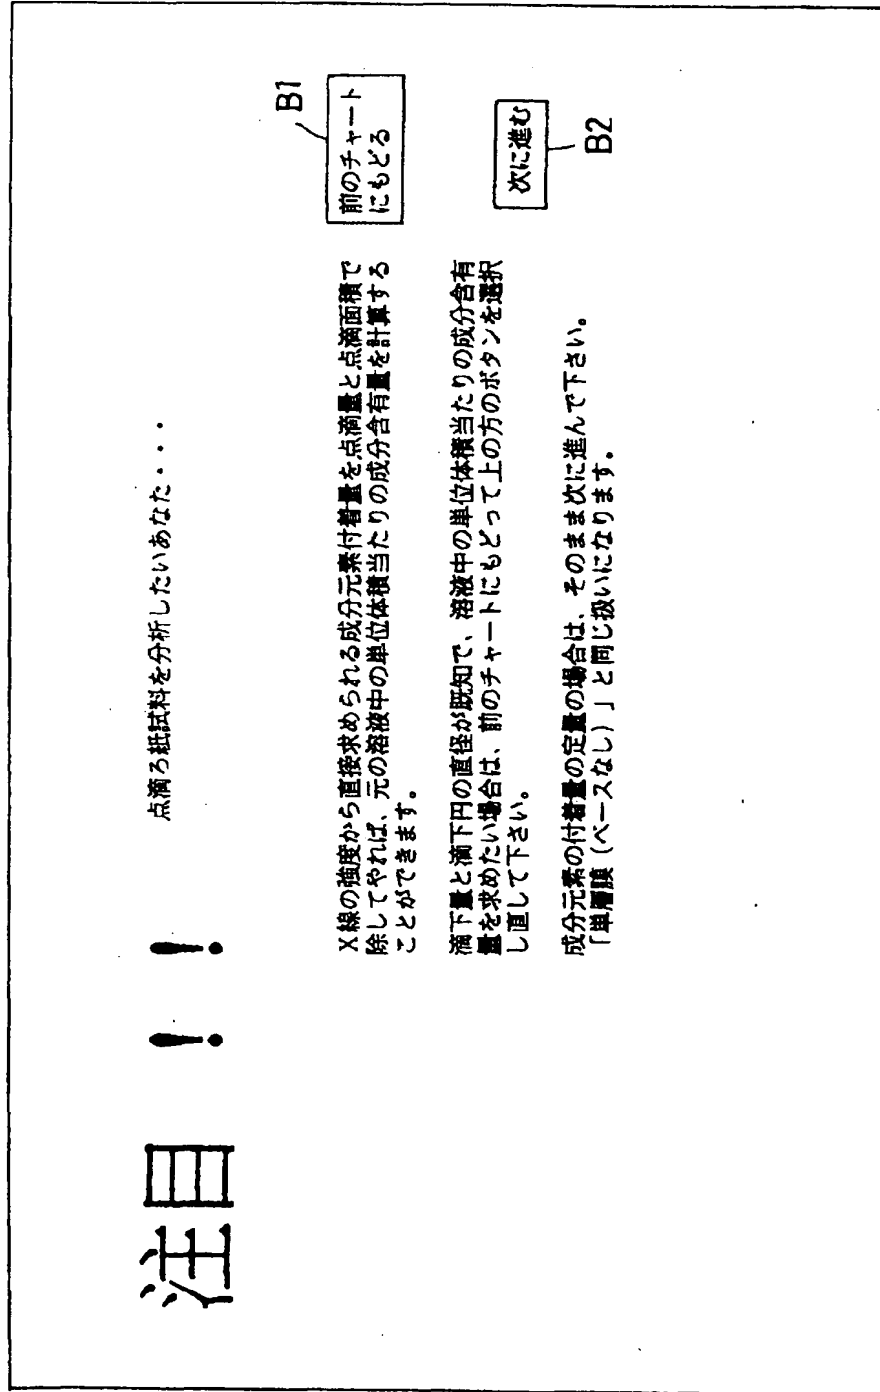 注目 ！！
点滴ろ紙試料を分析したいあなた・・・
X線の強度から直接求められる成分元素付着量を点滴量と点滴面積で
除してやれば、元の溶液中の単位体積当たりの成分含有量を計算する
ことができます。
滴下量と滴下円の直径が既知で、溶液中の単位体積当たりの成分含有
量を求めたい場合は、前のチャートにもどって上の方のボタンを選択
し直して下さい。
成分元素の付着量の定量の場合は、そのまま次に進んで下さい。
「単層膜（ベースなし）」と同じ扱いになります。
B1
前のチャート
にもどる
次に進む
B2